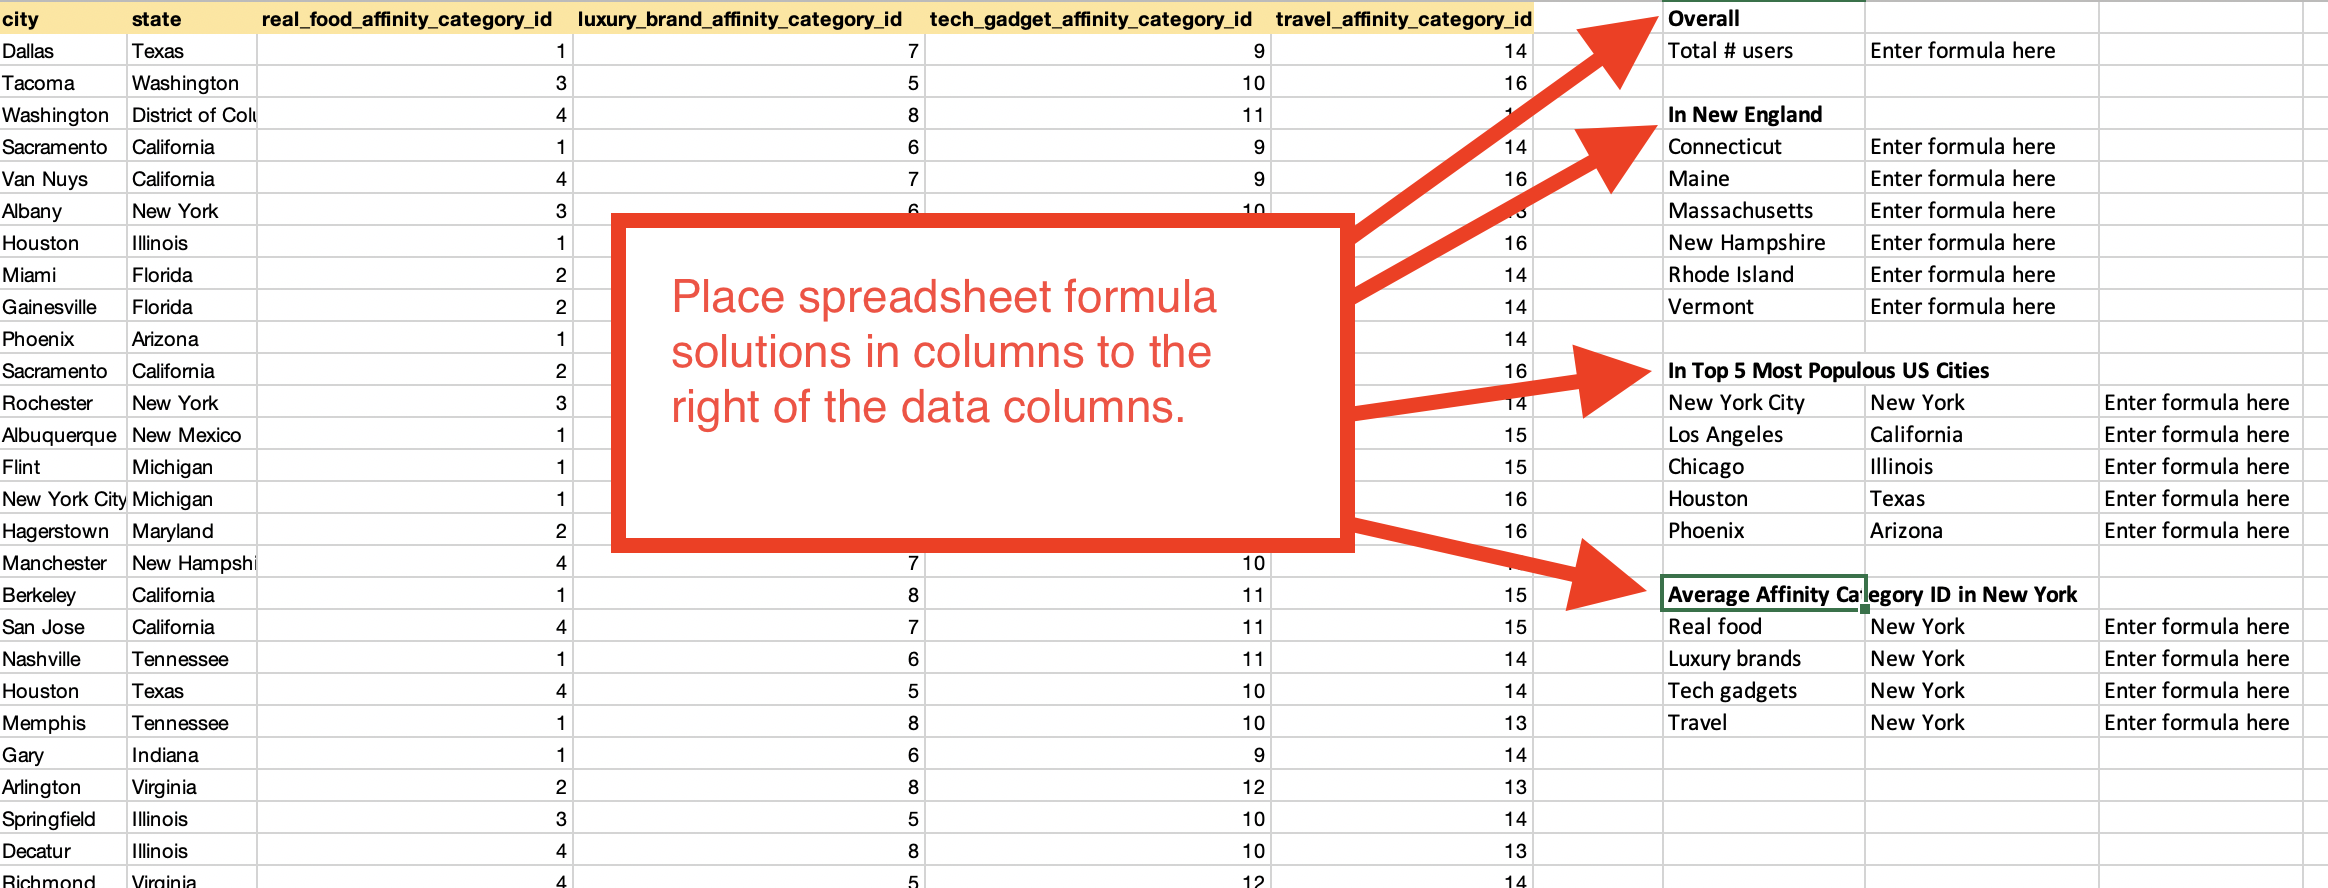 city state real_food_affinity_category_id luxury_brand_affinity_category_id tech_gadget_affinity_category_id travel_affinity_category_id Overall
Dallas Texas 1 7 9 14 Total # users Enter formula here
Tacoma Washington 3 5 10 16
Washington District of Colu 8 11 4 In New England
Sacramento California 1 6 9 14 Connecticut Enter formula here
Van Nuys California 4 7 9 16 Maine Enter formula here
Albany New York 3 6 10 Massachusetts Enter formula here
Houston Illinois 1 16 New Hampshire Enter formula here
Miami Florida 2 14 Rhode Island Enter formula here
Gainesville Florida 2 14 Vermont Enter formula here
Phoenix Arizona 1 14
Sacramento California 2 16 In Top 5 Most Populous US Cities
Rochester New York 3 14 New York City New York Enter formula here
Albuquerque New Mexico 1 15 Los Angeles California Enter formula here
Flint Michigan 1 15 Chicago Illinois Enter formula here
New York City Michigan 1 16 Houston Texas Enter formula here
Hagerstown Maryland 2 16 Phoenix Arizona Enter formula here
Manchester New Hampshi 4 7 10
Berkeley California 1 8 11 15 Average Affinity Category ID in New York
San Jose California 4 7 11 15 Real food New York Enter formula here
Nashville Tennessee 1 6 11 14 Luxury brands New York Enter formula here
Houston Texas 4 5 10 14 Tech gadgets New York Enter formula here
Memphis Tennessee 1 8 10 13 Travel New York Enter formula here
Gary Indiana 1 6 9 14
Arlington Virginia 2 8 12 13
Springfield Illinois 3 5 10 14
Decatur Illinois 4 8 10 13
Richmond Virginia 4 5 12 14
Place spreadsheet formula
solutions in columns to the
right of the data columns.